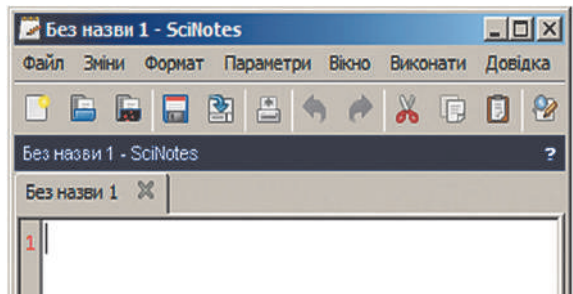 Без назви 1 - SciNotes
Файл Зміни Формат Параметри Вікно Виконати Довідка
Без назви 1 - SciNotes ?
Без назви 1
1